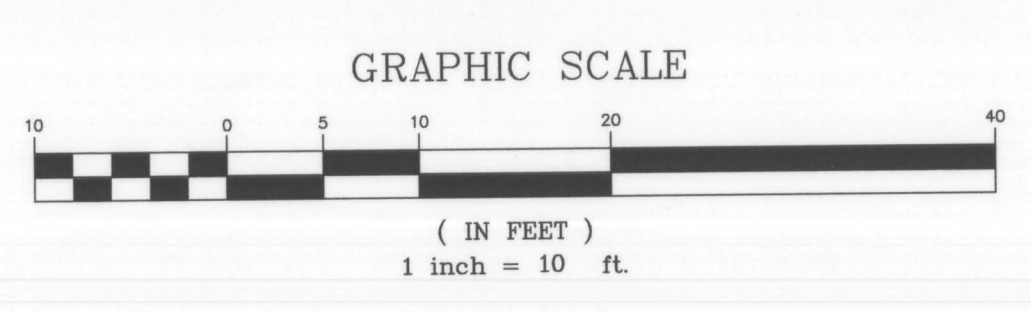 GRAPHIC SCALE
10 0 5 10 20 40
( IN FEET )
1 inch = 10 ft.